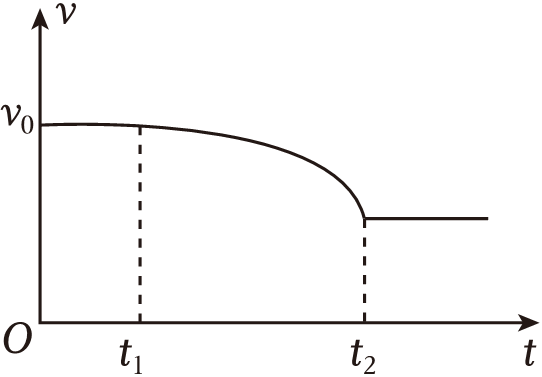 v
v₀
O
t₁
t₂
t